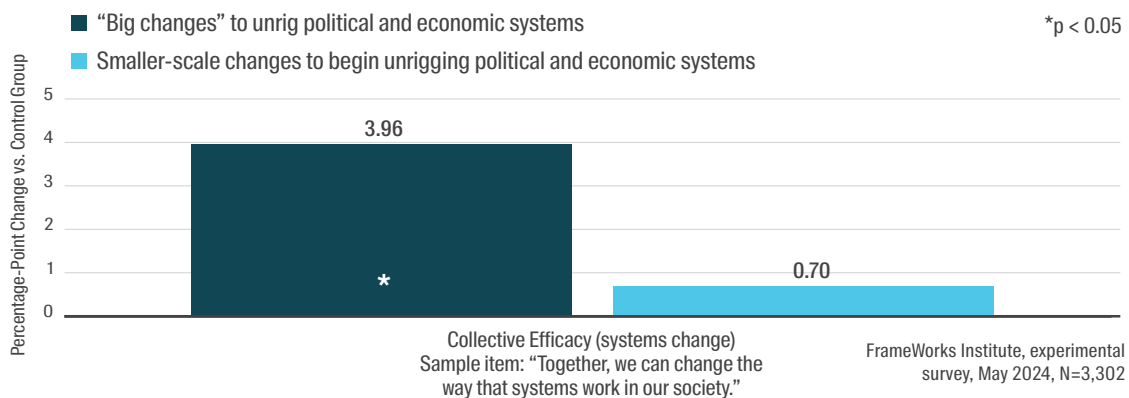 "Big changes" to unrig political and economic systems
*p < 0.05
Smaller-scale changes to begin unrigging political and economic systems
Percentage-Point Change vs. Control Group
5
4
3
2
1
0
3.96
*
0.70
Collective Efficacy (systems change)
Sample item: “Together, we can change the
way that systems work in our society.”
FrameWorks Institute, experimental
survey, May 2024, N=3,302